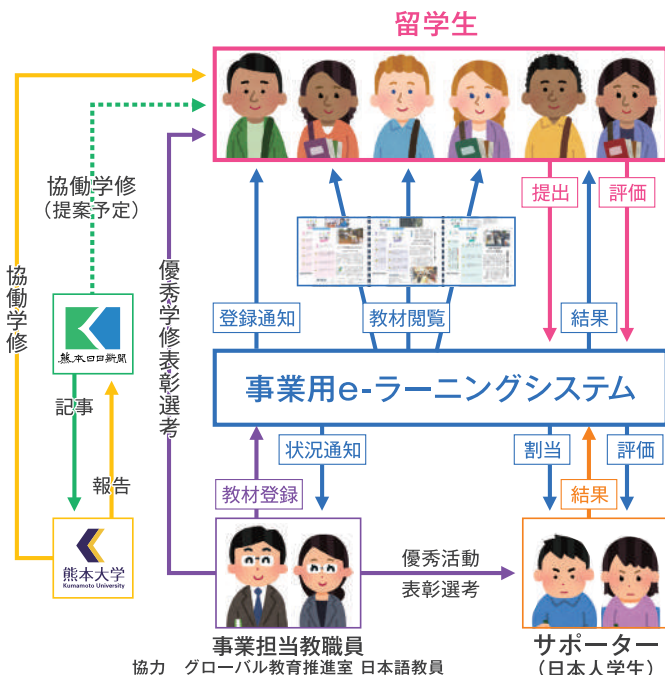 留学生
協働学修
（提案予定）
協働学修
優秀学修表彰選考
提出
評価
登録通知
教材閲覧
結果
熊本日日新聞
事業用e-ラーニングシステム
記事
状況通知
割当
評価
報告
教材登録
結果
熊本大学
Kumamoto University
優秀活動
表彰選考
事業担当教職員
協力　グローバル教育推進室 日本語教員
サポーター
（日本人学生）